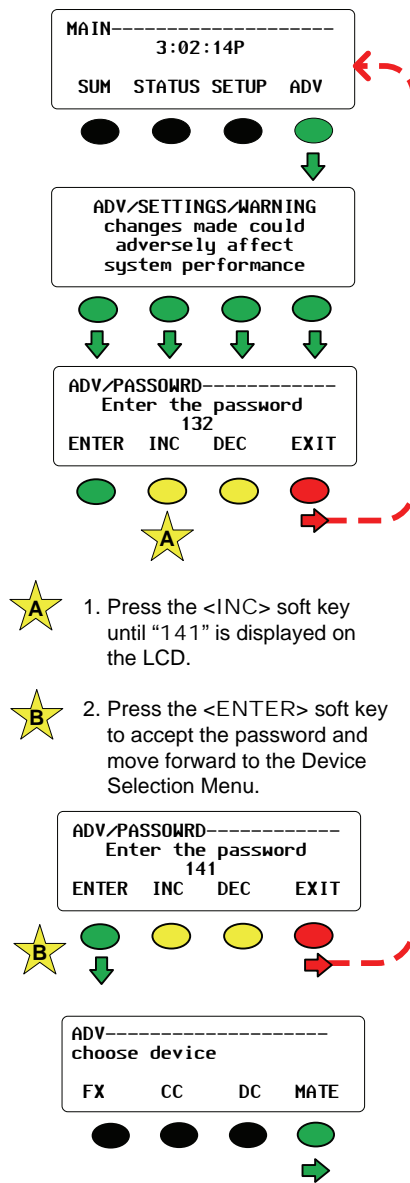 MAIN---------------------
3:02:14P
SUM STATUS SETUP ADV
ADV/SETTINGS/WARNING
changes made could
adversely affect
system performance
ADV/PASSOWRD------------
Enter the password
132
ENTER INC DEC EXIT
A
A
1. Press the <INC> soft key
until “141” is displayed on
the LCD.
B
2. Press the <ENTER> soft key
to accept the password and
move forward to the Device
Selection Menu.
ADV/PASSOWRD------------
Enter the password
141
ENTER INC DEC EXIT
B
ADV---------------------
choose device
FX CC DC MATE